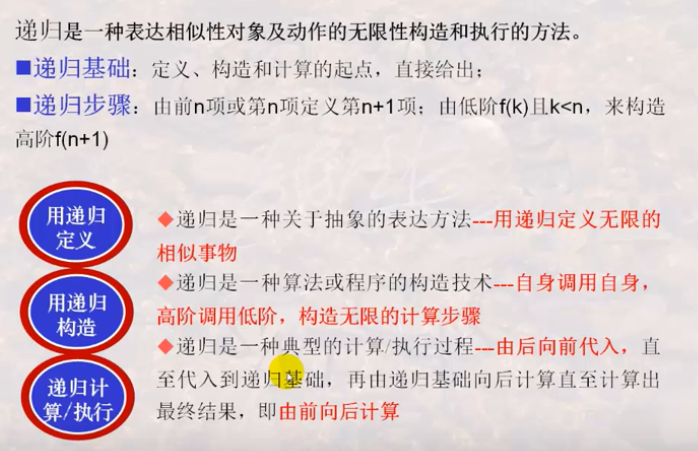 递归是一种表达相似性对象及动作的无限性构造和执行的方法。
■递归基础：定义、构造和计算的起点，直接给出；
■递归步骤：由前n项或第n项定义第n+1项；由低阶f(k)且k<n，来构造
高阶f(n+1)
用递归
定义
◆递归是一种关于抽象的表达方法---用递归定义无限的
相似事物
用递归
构造
◆递归是一种算法或程序的构造技术---自身调用自身，
高阶调用低阶，构造无限的计算步骤
递归计
算/执行
◆递归是一种典型的计算/执行过程---由后向前代入，直
至代入到递归基础，再由递归基础向后计算直至计算出
最终结果，即由前向后计算